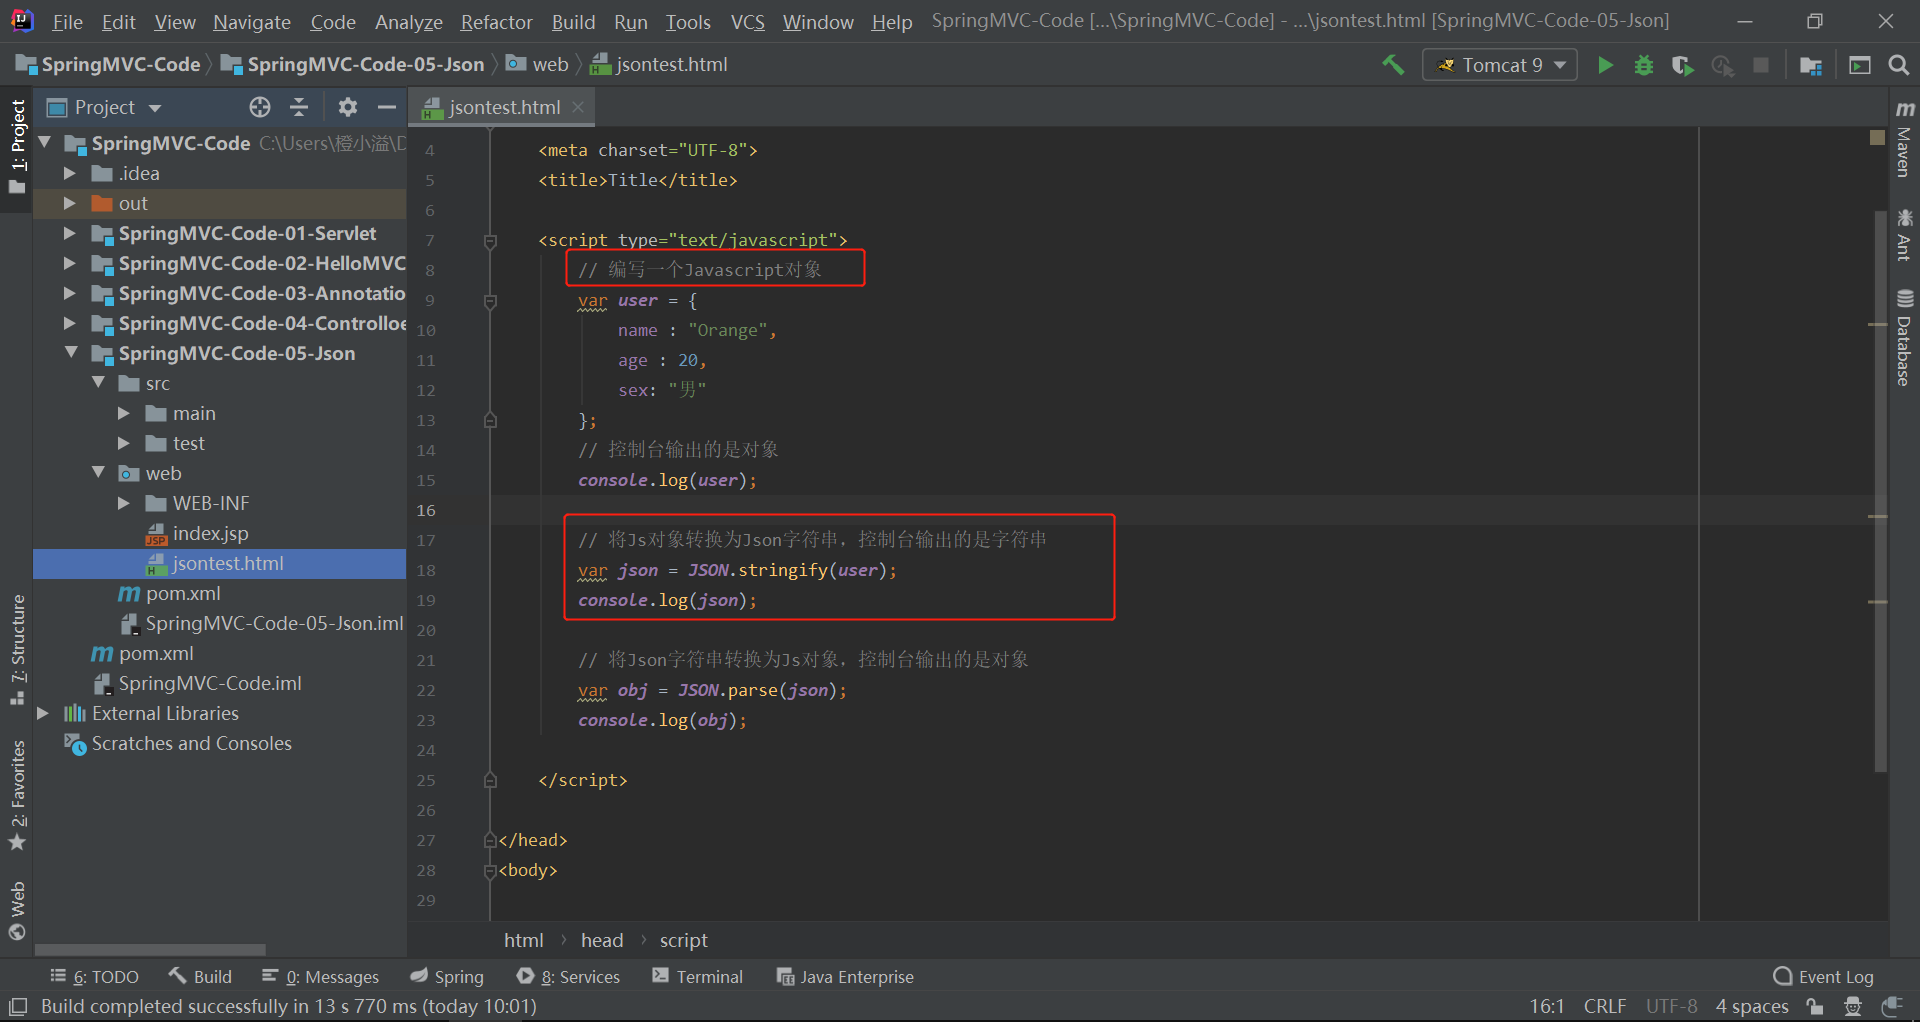 File Edit View Navigate Code Analyze Refactor Build Run Tools VCS Window Help SpringMVC-Code [...\SpringMVC-Code] - ...\jsontest.html [SpringMVC-Code-05-Json]
SpringMVC-Code SpringMVC-Code-05-Json web jsontest.html Tomcat 9
1: Project
7: Structure
2: Favorites
Web
Project
SpringMVC-Code C:\Users\橙小溢\D
.idea
out
SpringMVC-Code-01-Servlet
SpringMVC-Code-02-HelloMVC
SpringMVC-Code-03-Annotatio
SpringMVC-Code-04-Controlloe
SpringMVC-Code-05-Json
src
main
test
web
WEB-INF
index.jsp
jsontest.html
pom.xml
SpringMVC-Code-05-Json.iml
pom.xml
SpringMVC-Code.iml
External Libraries
Scratches and Consoles
jsontest.html
4 <meta charset="UTF-8">
5 <title>Title</title>
6
7 <script type="text/javascript">
8 // 编写一个Javascript对象
9 var user = {
10 name : "Orange",
11 age : 20,
12 sex: "男"
13 };
14 // 控制台输出的是对象
15 console.log(user);
16
17 // 将Js对象转换为Json字符串，控制台输出的是字符串
18 var json = JSON.stringify(user);
19 console.log(json);
20
21 // 将Json字符串转换为Js对象，控制台输出的是对象
22 var obj = JSON.parse(json);
23 console.log(obj);
24
25 </script>
26
27 </head>
28 <body>
29
html head script
Maven
Ant
Database
6: TODO Build 0: Messages Spring 8: Services Terminal Java Enterprise Event Log
Build completed successfully in 13 s 770 ms (today 10:01) 16:1 CRLF UTF-8 4 spaces